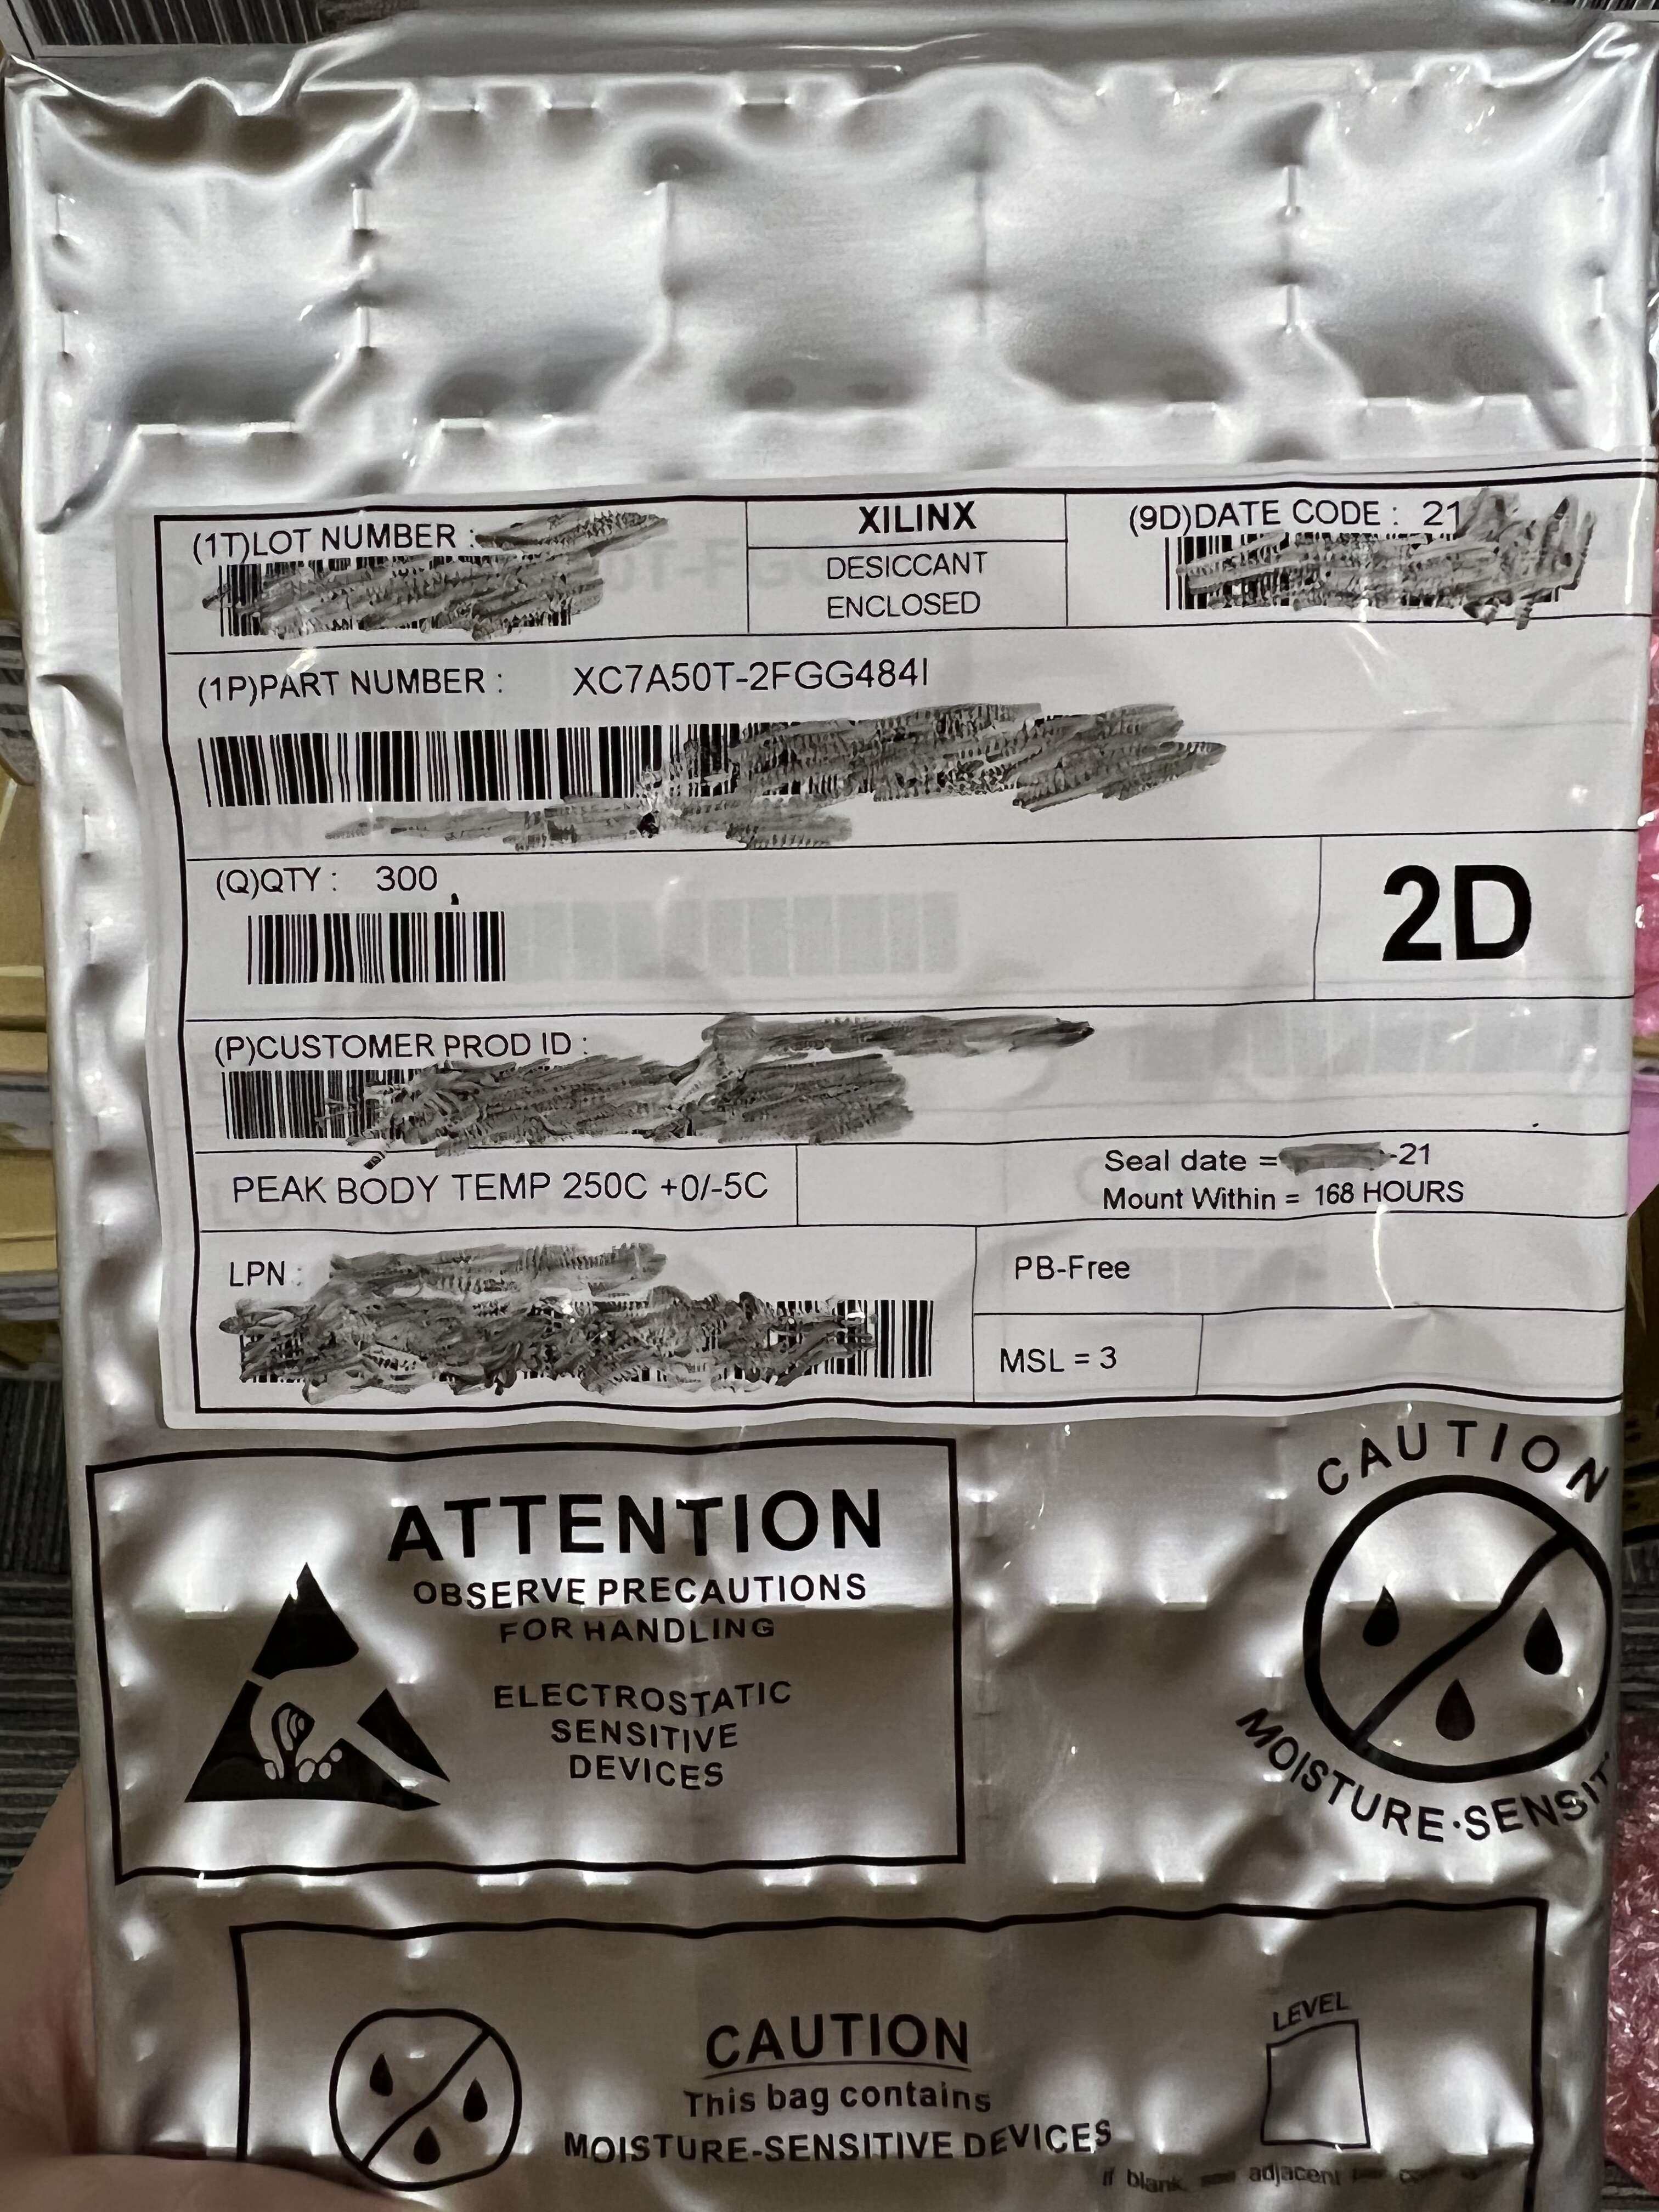 (1T)LOT NUMBER :
XILINX
DESICCANT
ENCLOSED
(9D)DATE CODE : 21
(1P)PART NUMBER : XC7A50T-2FGG484I
(Q)QTY : 300
2D
(P)CUSTOMER PROD ID :
PEAK BODY TEMP 250C +0/-5C
Seal date = -21
Mount Within = 168 HOURS
LPN :
PB-Free
MSL = 3
ATTENTION
OBSERVE PRECAUTIONS
FOR HANDLING
ELECTROSTATIC
SENSITIVE
DEVICES
CAUTION
MOISTURE-SENSIT
CAUTION
This bag contains
MOISTURE-SENSITIVE DEVICES
LEVEL
If blank adjacent